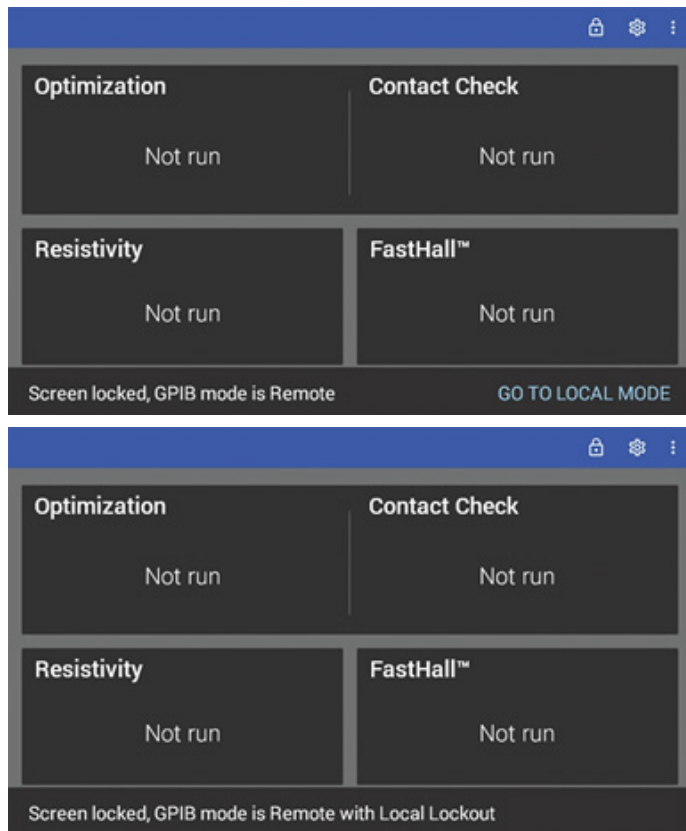 Optimization Contact Check
Not run Not run
Resistivity FastHall™
Not run Not run
Screen locked, GPIB mode is Remote GO TO LOCAL MODE
Optimization Contact Check
Not run Not run
Resistivity FastHall™
Not run Not run
Screen locked, GPIB mode is Remote with Local Lockout